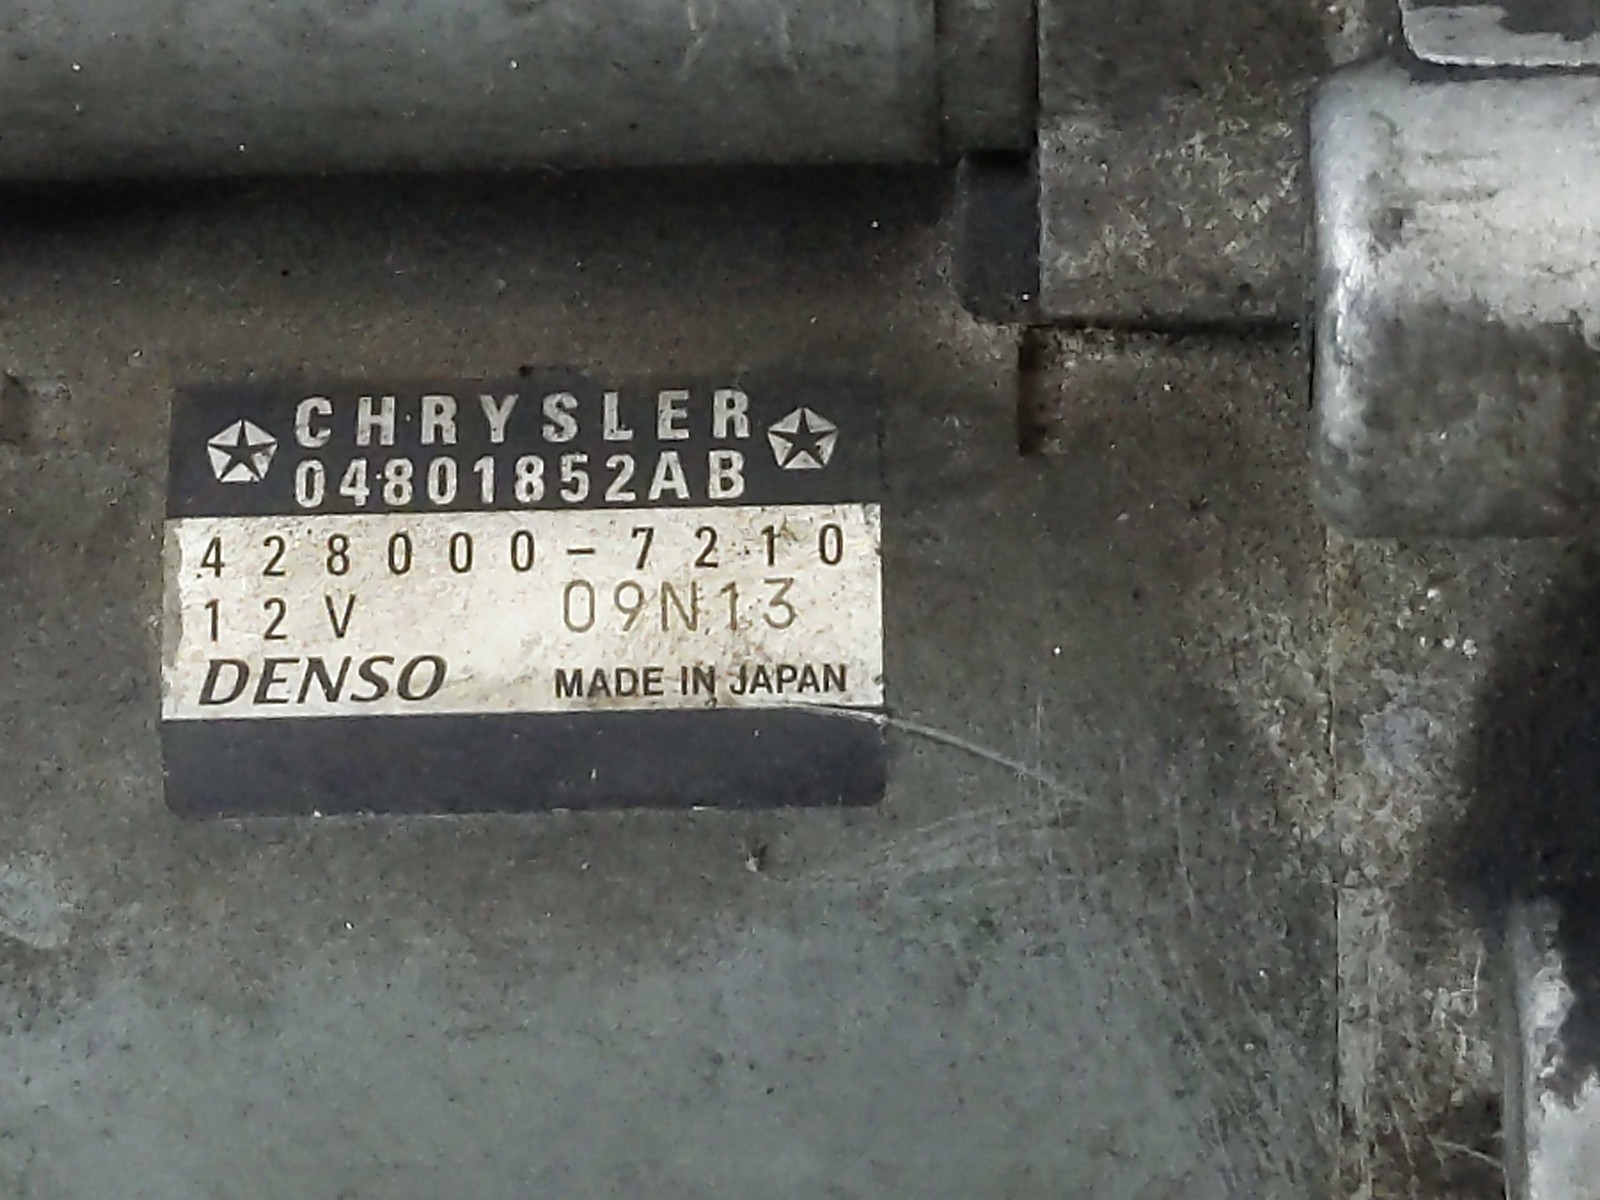 CHRYSLER
04801852AB
428000-7210
12V 09N13
DENSO MADE IN JAPAN